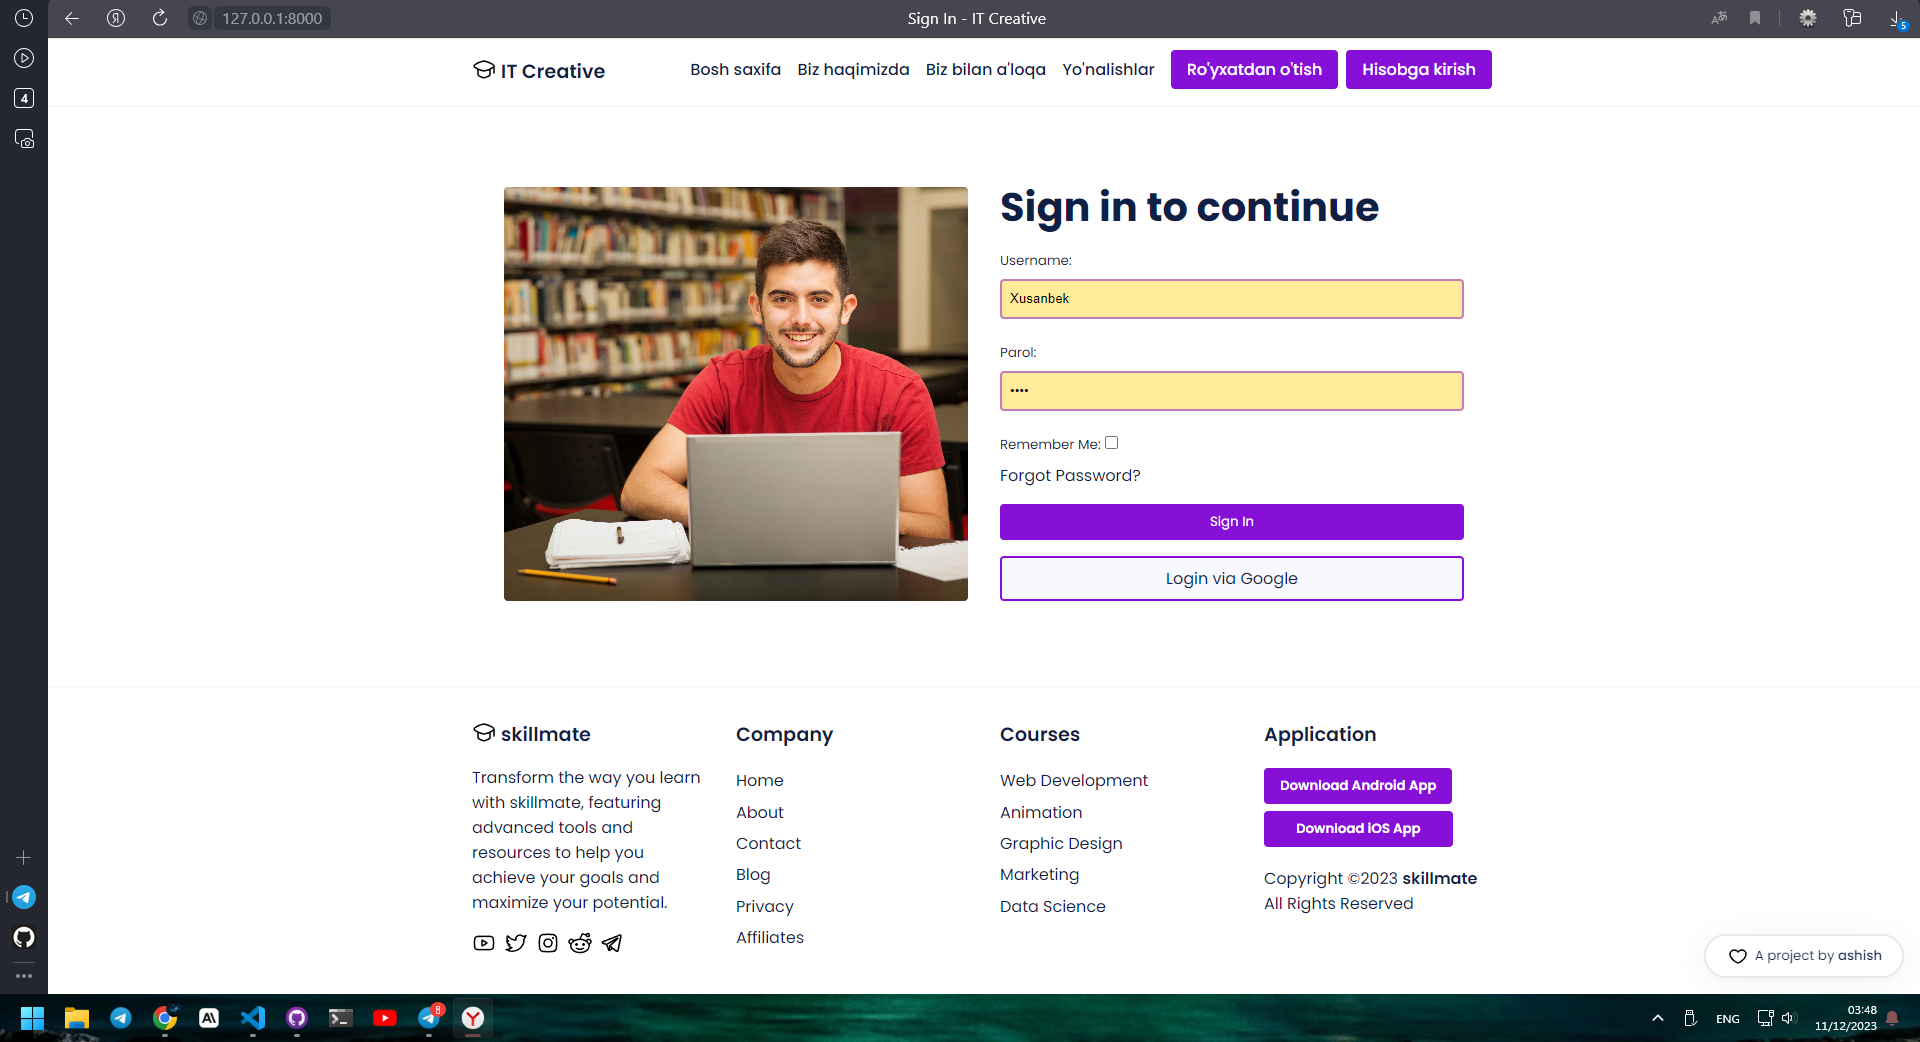 127.0.0.1:8000
Sign In - IT Creative
5
4
IT Creative
Bosh saxifa
Biz haqimizda
Biz bilan a'loqa
Yo'nalishlar
Ro'yxatdan o'tish
Hisobga kirish
Sign in to continue
Username:
Xusanbek
Parol:
••••
Remember Me:
Forgot Password?
Sign In
Login via Google
skillmate
Transform the way you learn
with skillmate, featuring
advanced tools and
resources to help you
achieve your goals and
maximize your potential.
Company
Home
About
Contact
Blog
Privacy
Affiliates
Courses
Web Development
Animation
Graphic Design
Marketing
Data Science
Application
Download Android App
Download iOS App
Copyright ©2023 skillmate
All Rights Reserved
A project by ashish
8
ENG
03:48
11/12/2023